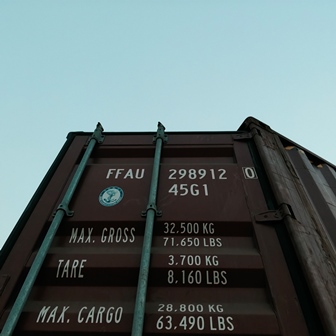 FFAU 298912 0
45G1
MAX. GROSS 32,500 KG
71,650 LBS
TARE 3.700 KG
8,160 LBS
MAX. CARGO 28.800 KG
63.490 LBS